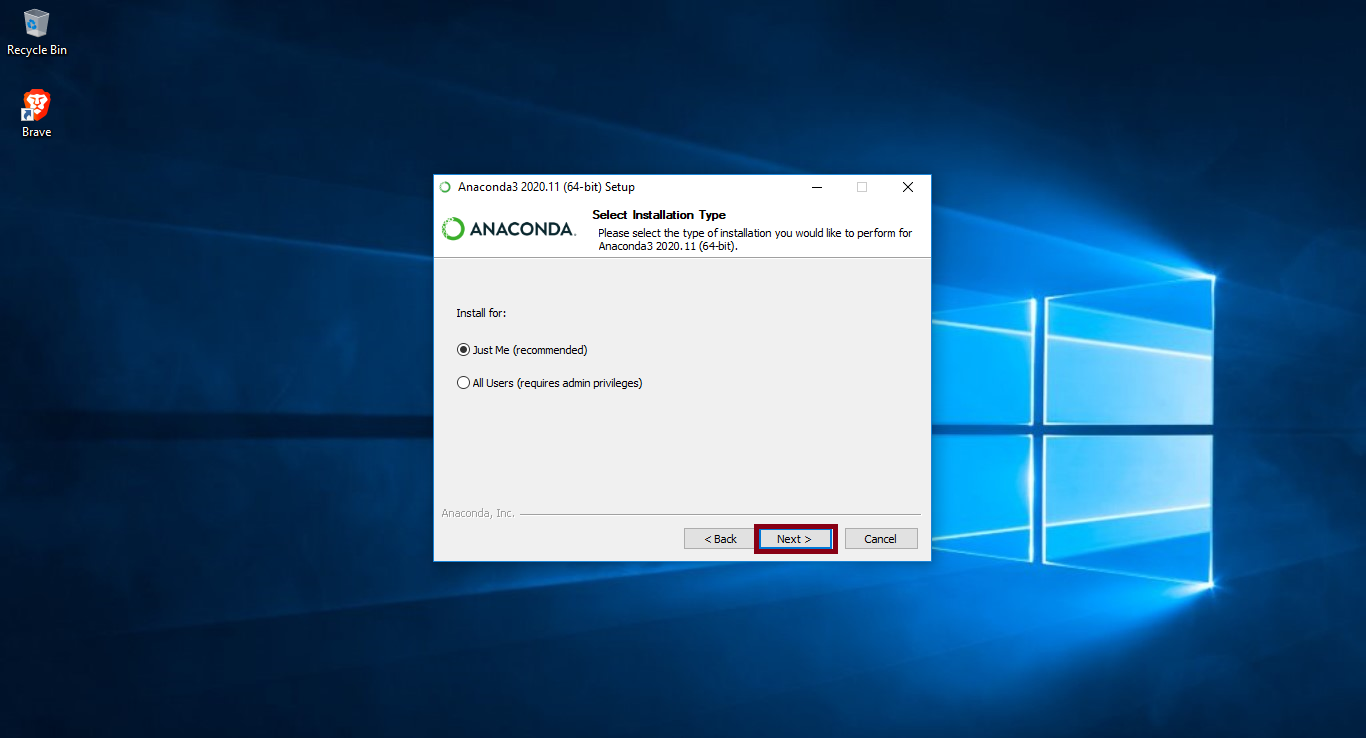 Recycle Bin
Brave
Anaconda3 2020.11 (64-bit) Setup
ANACONDA.
Select Installation Type
Please select the type of installation you would like to perform for
Anaconda3 2020.11 (64-bit).
Install for:
Just Me (recommended)
All Users (requires admin privileges)
Anaconda, Inc.
< Back
Next >
Cancel